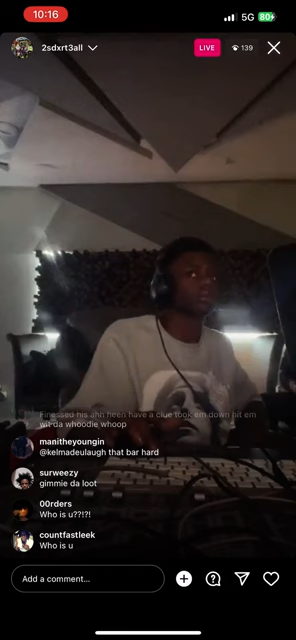 10:16
5G 80
2sdxrt3all
LIVE
139
Finessed his ahh heen have a clue took em down hit em
wit da whoodie whoop
manitheyoungin
@kelmadeulaugh that bar hard
surweezy
gimmie da loot
00rders
Who is u??!?!
countfastleek
Who is u
Add a comment...